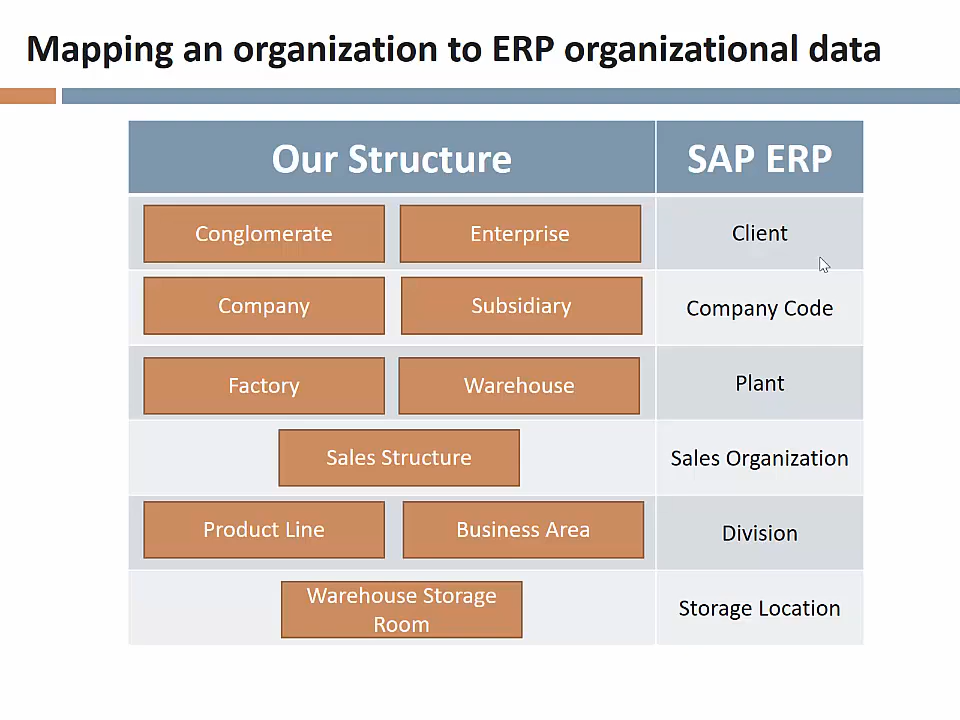 Mapping an organization to ERP organizational data
Our Structure SAP ERP
Conglomerate Enterprise Client
Company Subsidiary Company Code
Factory Warehouse Plant
Sales Structure Sales Organization
Product Line Business Area Division
Warehouse Storage
Room Storage Location